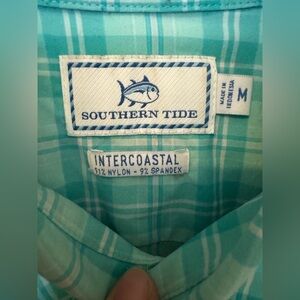 SOUTHERN TIDE
MADE IN
INDONESIA
M
INTERCOASTAL
91% NYLON - 9% SPANDEX